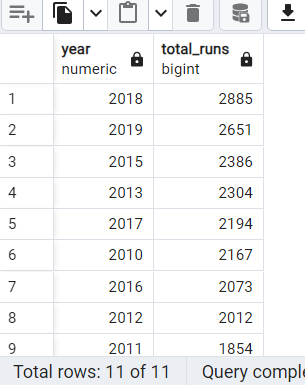 year total_runs
numeric bigint
1 2018 2885
2 2019 2651
3 2015 2386
4 2013 2304
5 2017 2194
6 2010 2167
7 2016 2073
8 2012 2012
9 2011 1854
Total rows: 11 of 11 Query comple